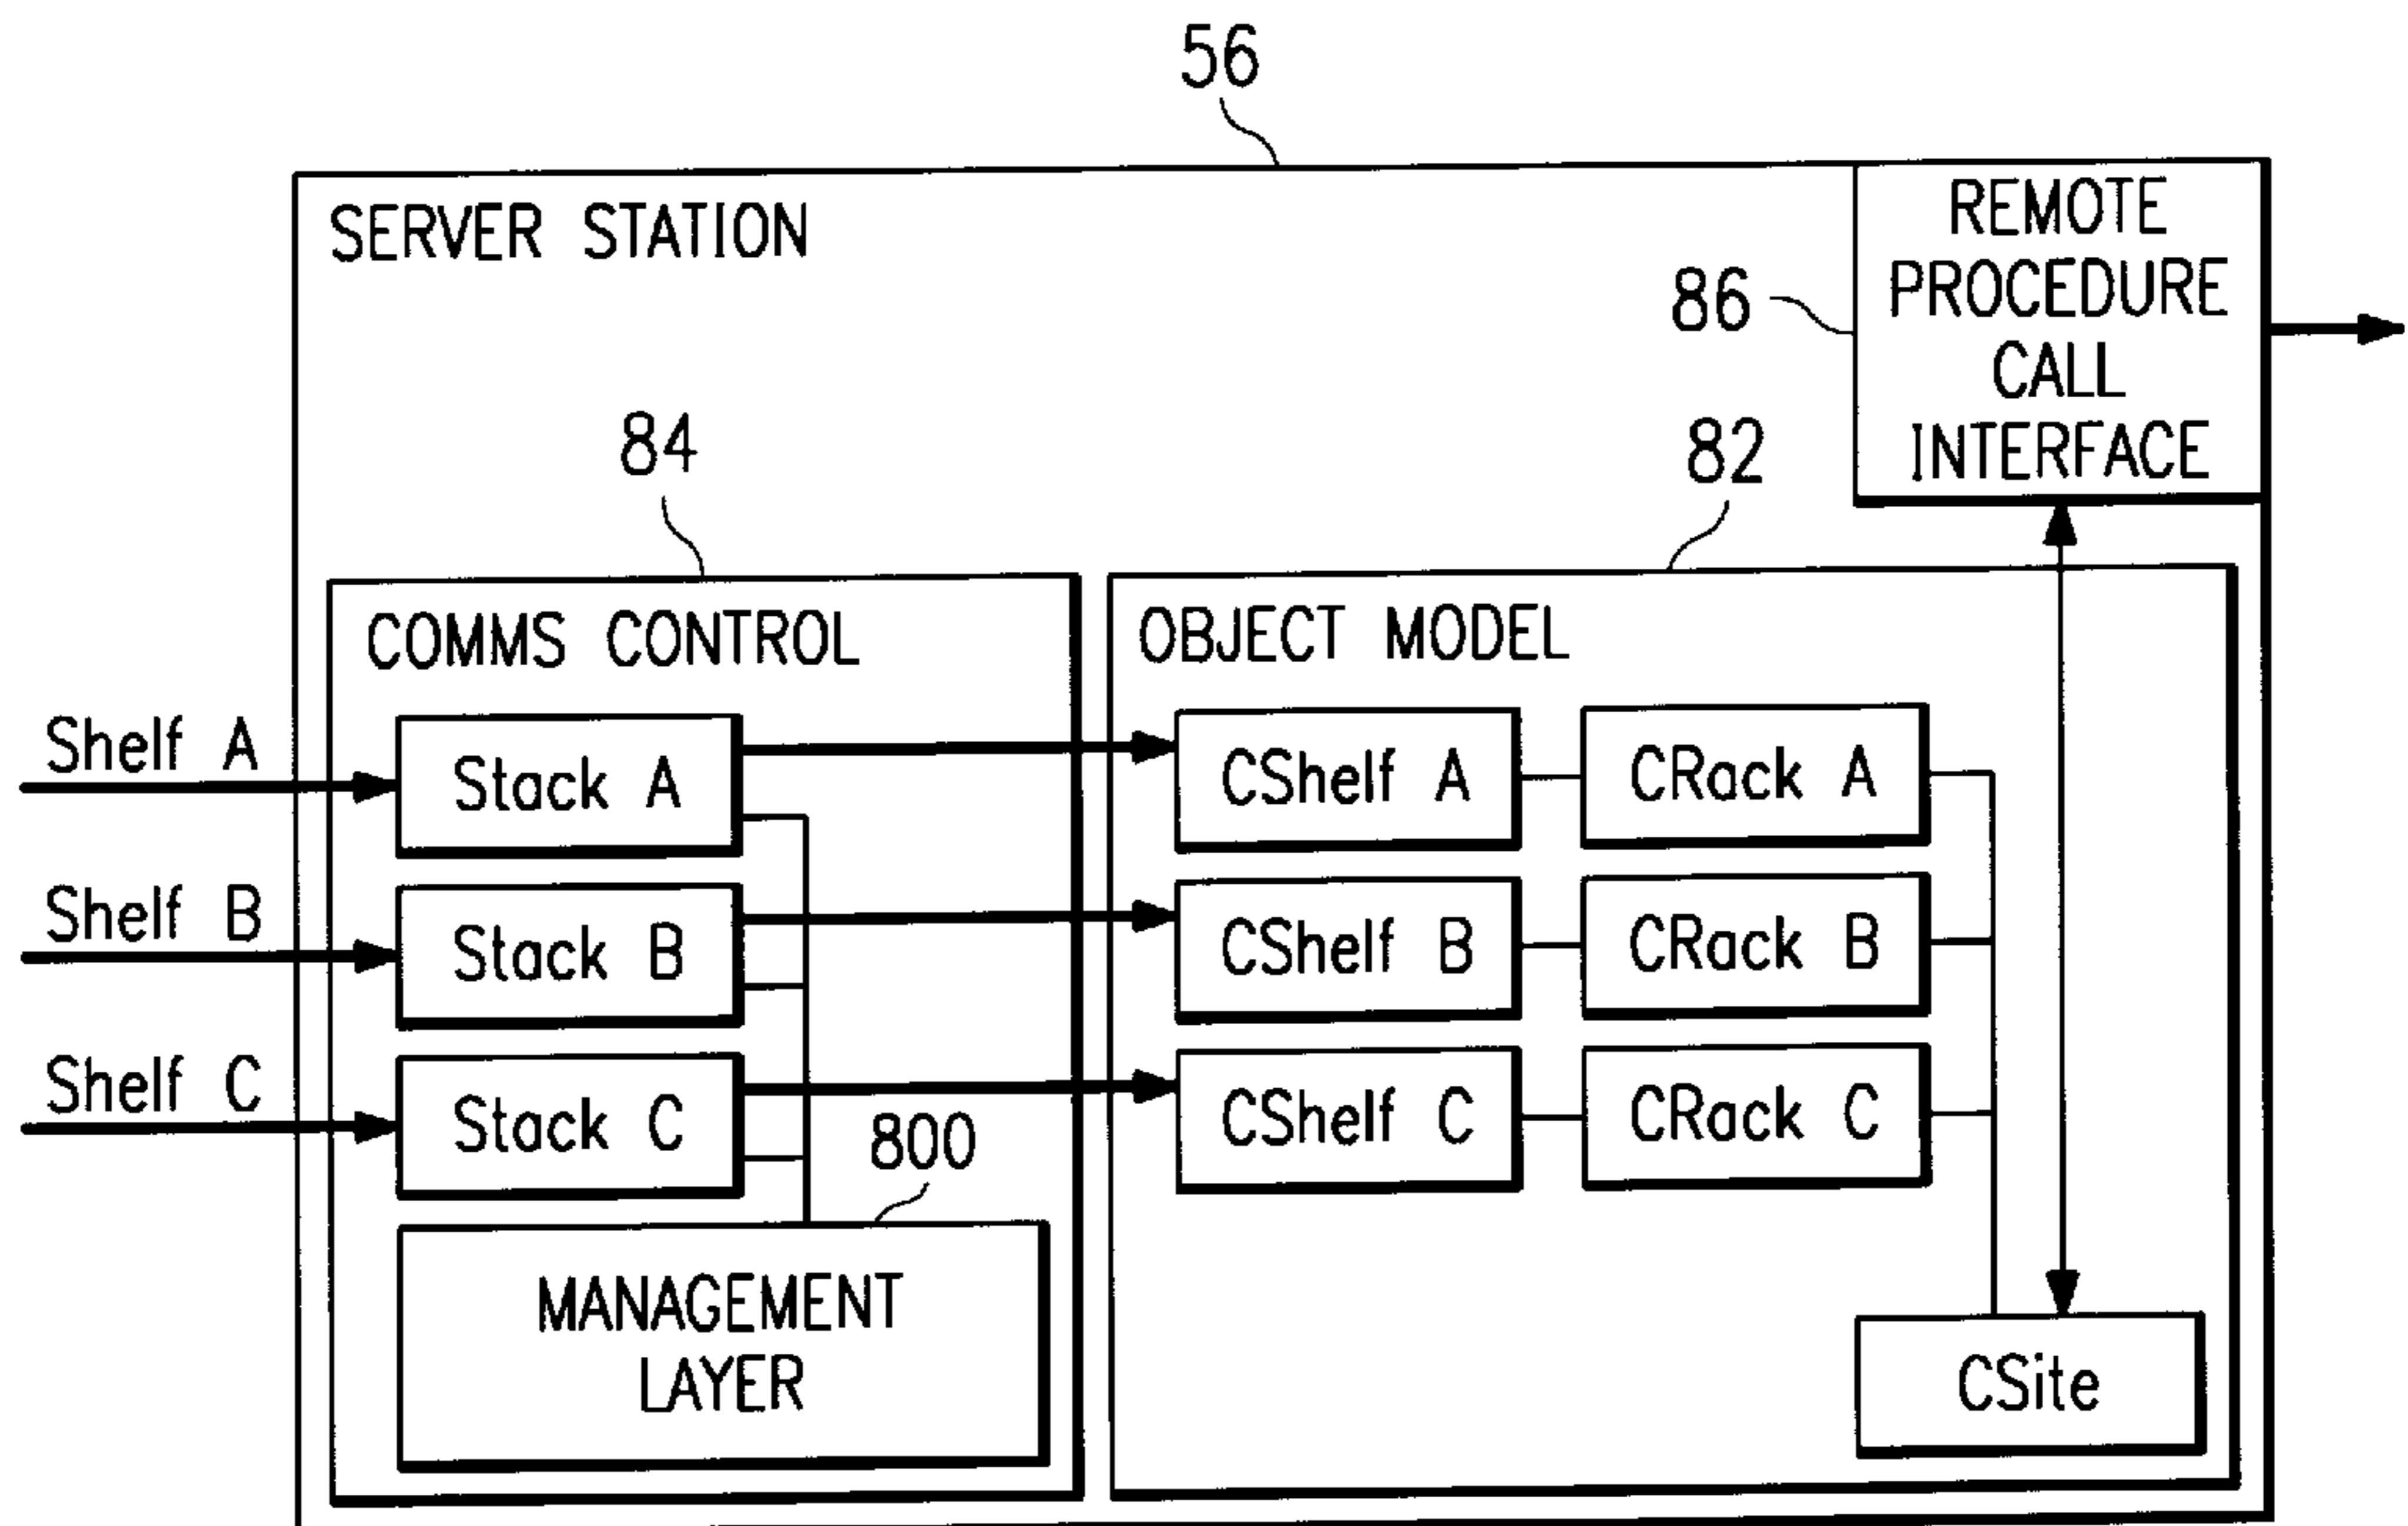 56
SERVER STATION
REMOTE
PROCEDURE
CALL
INTERFACE
86
84
82
COMMS CONTROL
OBJECT MODEL
Shelf A
Stack A
CShelf A
CRack A
Shelf B
Stack B
CShelf B
CRack B
Shelf C
Stack C
CShelf C
CRack C
800
MANAGEMENT
LAYER
CSite